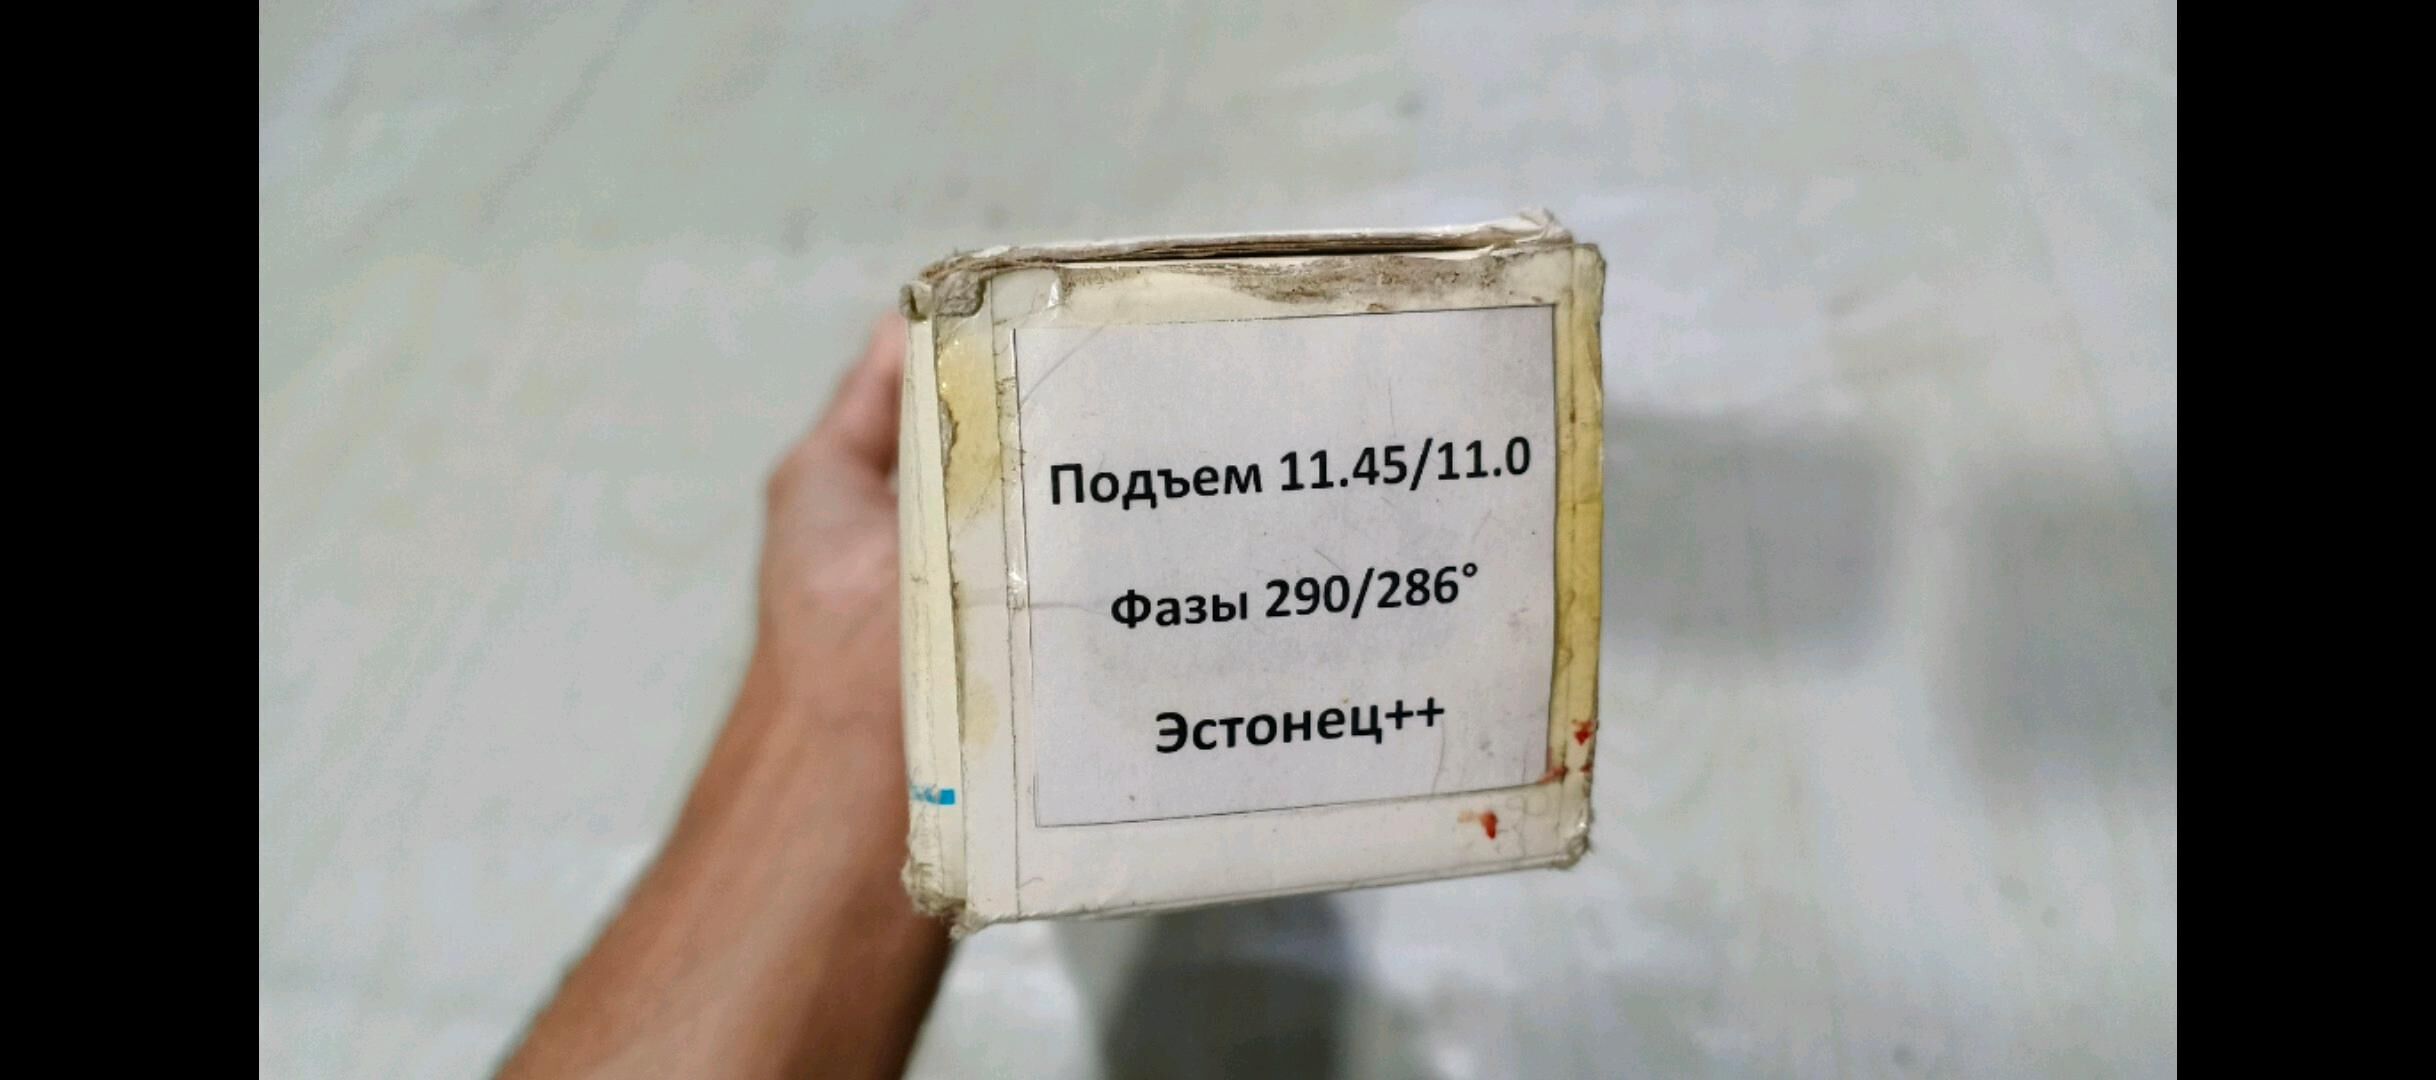 Подъем 11.45/11.0
Фазы 290/286°
Эстонец++